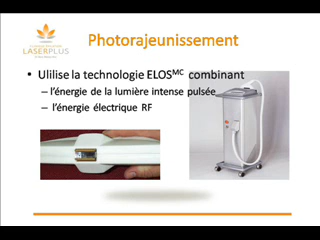 LASERPLUS
Photorajeunissement
• Ulilise la technologie ELOSMC combinant
– l'énergie de la lumière intense pulsée
– l'énergie électrique RF